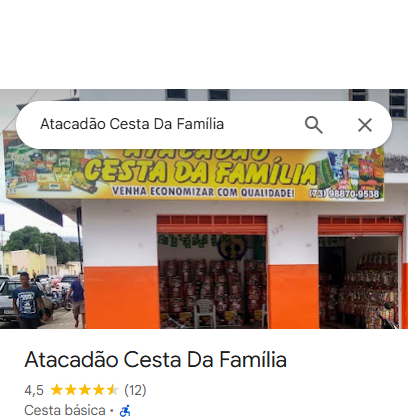 Atacadão Cesta Da Família
ATACADÃO
CESTA DA FAMÍLIA
VENHA ECONOMIZAR COM QUALIDADE!
(73) 98870-9538
Atacadão Cesta Da Família
4,5 (12)
Cesta básica ·